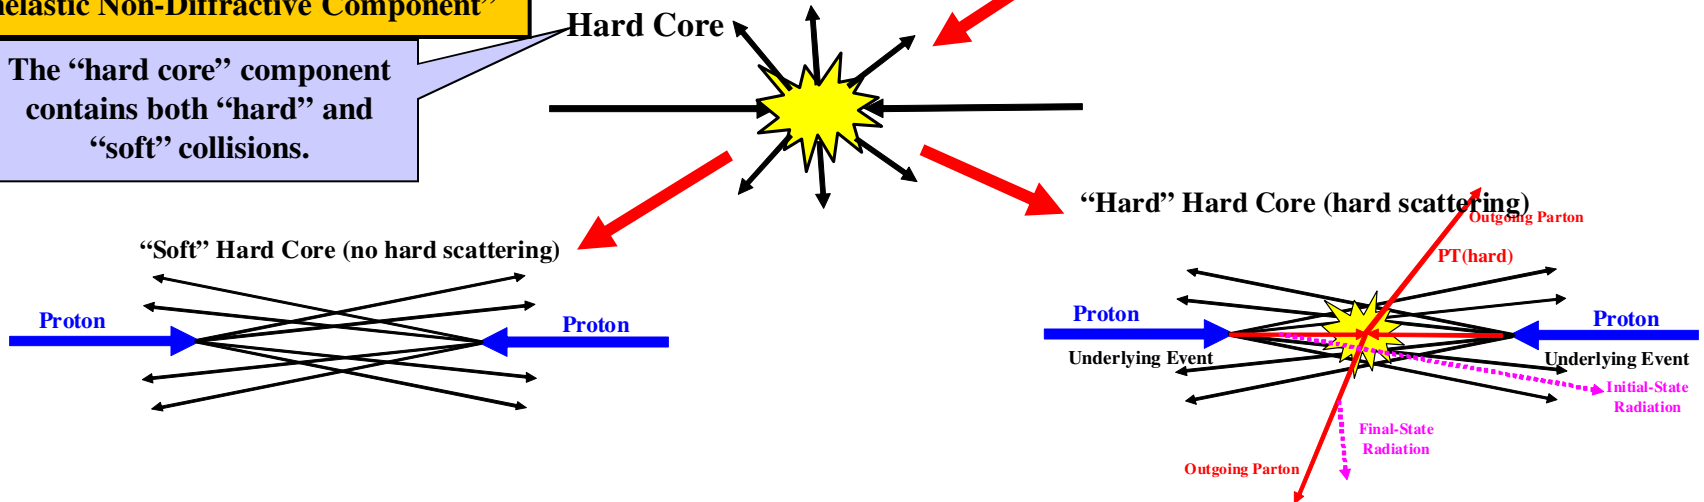 Non-Diffractive Component”
Hard Core
The “hard core” component
contains both “hard” and
“soft” collisions.
“Hard” Hard Core (hard scattering)
Outgoing Parton
“Soft” Hard Core (no hard scattering)
PT(hard)
Proton
Proton
Proton
Proton
Underlying Event
Underlying Event
Initial-State
Radiation
Final-State
Radiation
Outgoing Parton